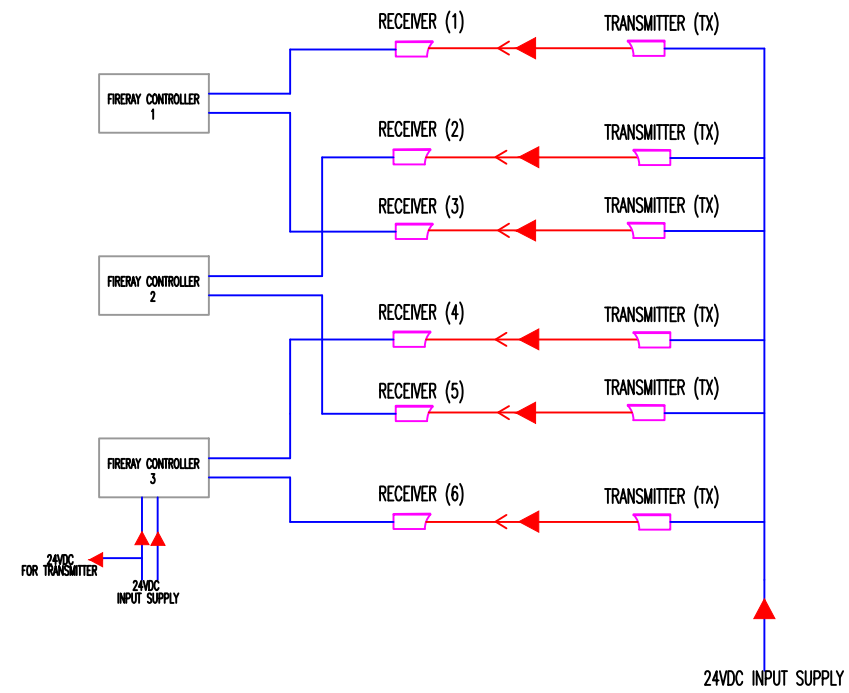 RECEIVER (1)
TRANSMITTER (TX)
FIRERAY CONTROLLER
1
RECEIVER (2)
TRANSMITTER (TX)
RECEIVER (3)
TRANSMITTER (TX)
FIRERAY CONTROLLER
2
RECEIVER (4)
TRANSMITTER (TX)
RECEIVER (5)
TRANSMITTER (TX)
FIRERAY CONTROLLER
3
RECEIVER (6)
TRANSMITTER (TX)
24VDC
FOR TRANSMITTER
24VDC
INPUT SUPPLY
24VDC INPUT SUPPLY